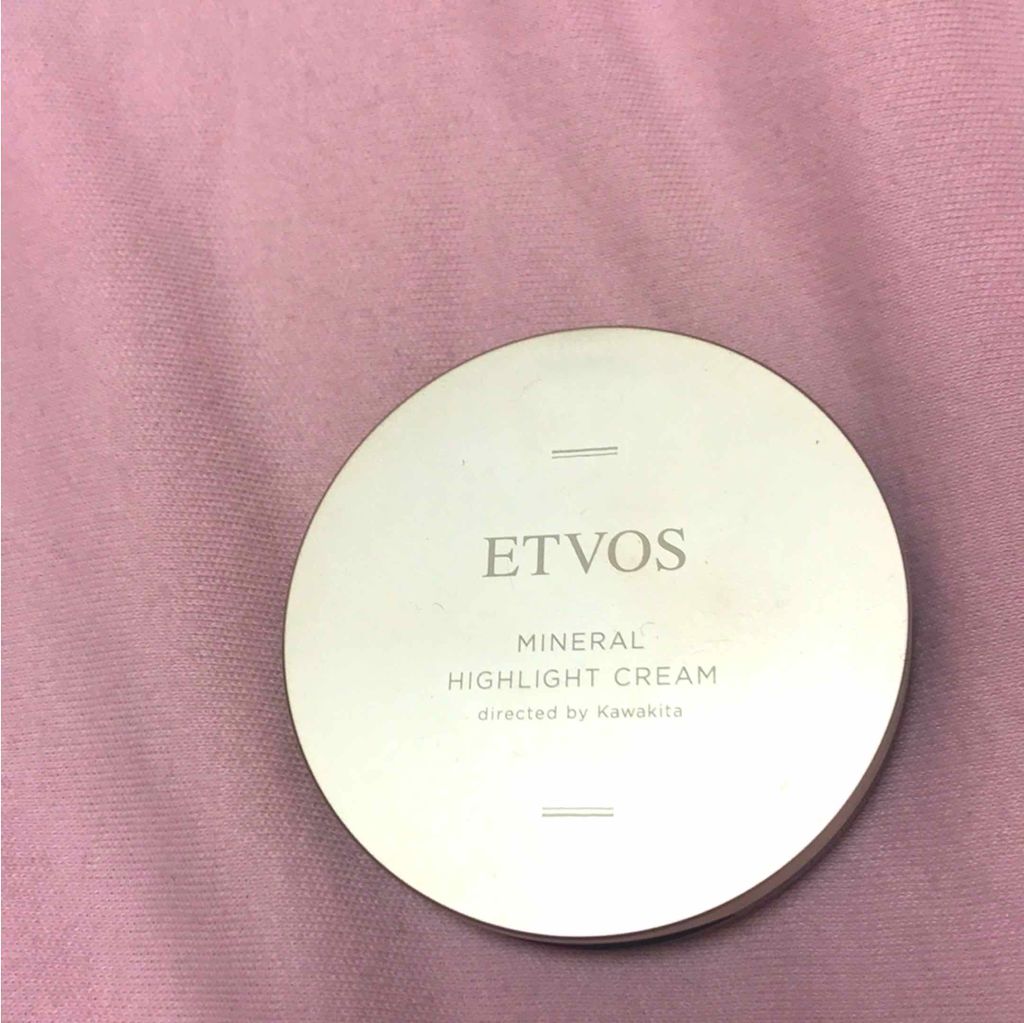 ETVOS
MINERAL
HIGHLIGHT CREAM
directed by Kawakita